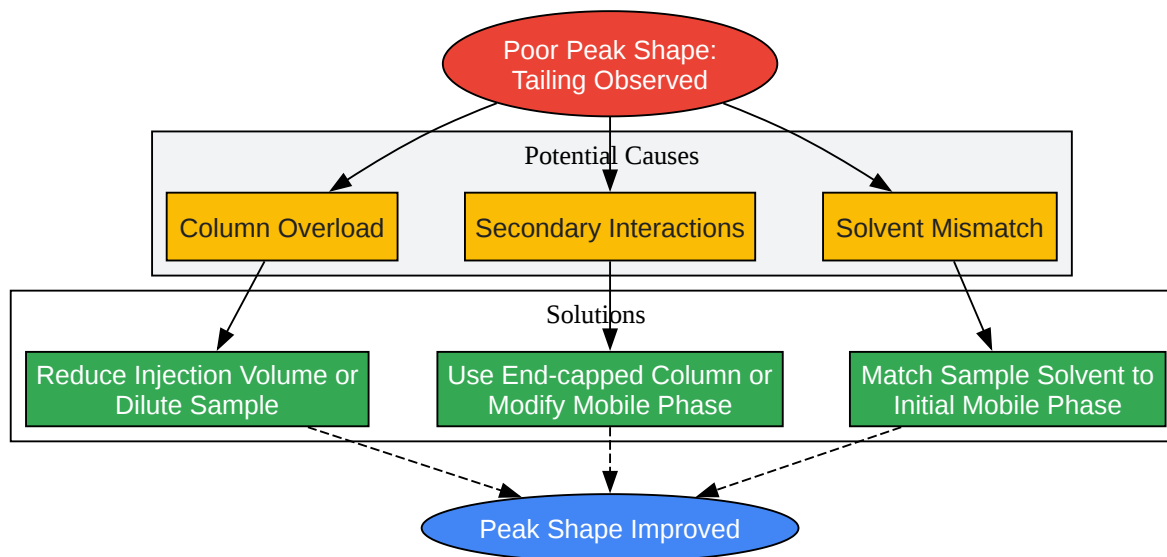 Poor Peak Shape:
Tailing Observed
Potential Causes
Column Overload
Secondary Interactions
Solvent Mismatch
Solutions
Reduce Injection Volume or
Dilute Sample
Use End-capped Column or
Modify Mobile Phase
Match Sample Solvent to
Initial Mobile Phase
Peak Shape Improved